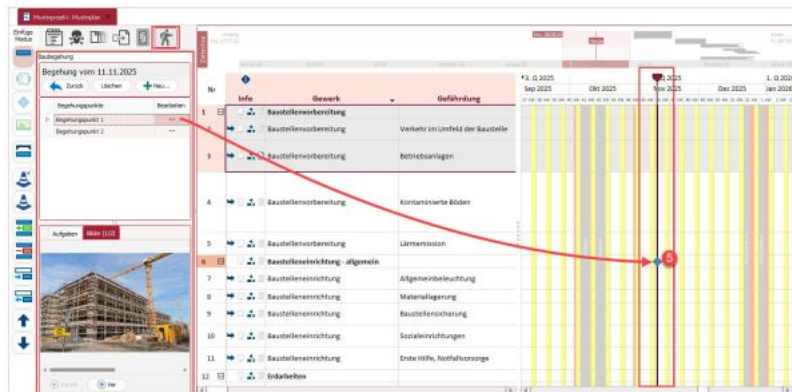 Musterprojekt- Musterplan
Einfüge
Modus
Baubegehung
Begehung vom 11.11.2025
Zurück
Löschen
Neu...
Begehungspunkte
Bearbeiten
Begehungspunkt 1
Begehungspunkt 2
Aufgaben
Bilder (1/2)
Zurück
Vor
Zeitachse
Heute
Nr
Info
Gewerk
Gefährdung
3. Q 2025
2025
1. Q
Sep 2025
Okt 2025
Nov 2025
Dez 2025
Jan 2026
1 Baustellenvorbereitung
2 Baustellenvorbereitung Verkehr im Umfeld der Baustelle
3 Baustellenvorbereitung Betriebsanlagen
4 Baustellenvorbereitung Kontaminierte Böden
5 Baustellenvorbereitung Lärmemission
6 Baustelleneinrichtung - allgemein
5
7 Baustelleneinrichtung Allgemeinbeleuchtung
8 Baustelleneinrichtung Materiallagerung
9 Baustelleneinrichtung Baustellensicherung
10 Baustelleneinrichtung Sozialeinrichtungen
11 Baustelleneinrichtung Erste Hilfe, Notfallvorsorge
12 Erdarbeiten